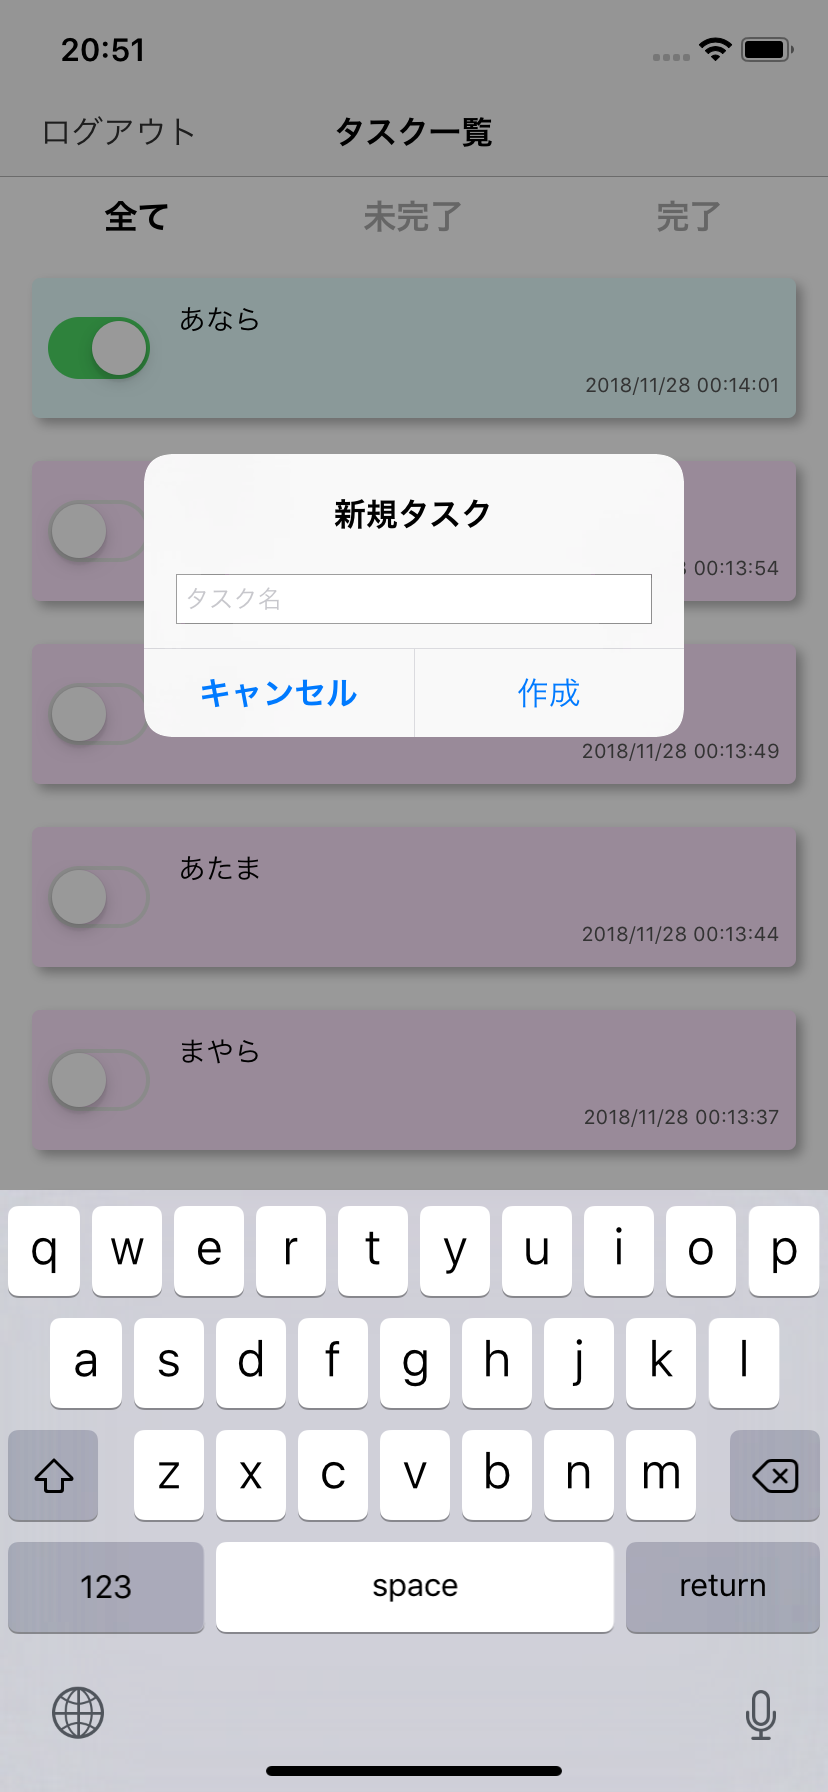 20:51
ログアウト タスク一覧
全て 未完了 完了
あなら
2018/11/28 00:14:01
新規タスク
00:13:54
タスク名
キャンセル 作成
2018/11/28 00:13:49
あたま
2018/11/28 00:13:44
まやら
2018/11/28 00:13:37
q w e r t y u i o p
a s d f g h j k l
z x c v b n m
123 space return